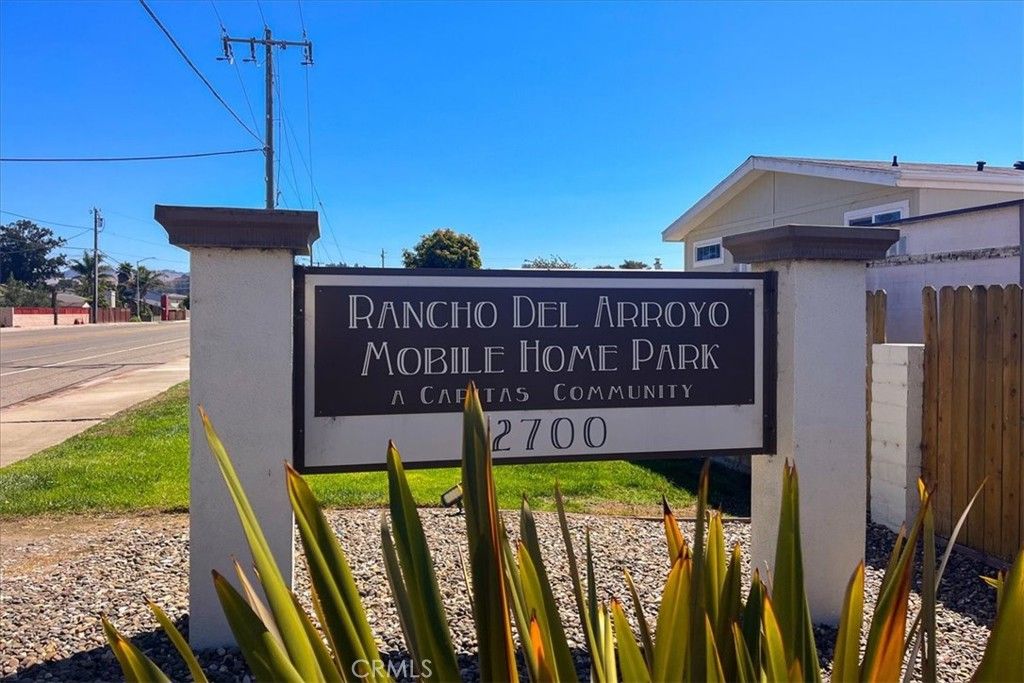 Rancho Del Arroyo
Mobile Home Park
A Capitas Community
2700
CRMLS